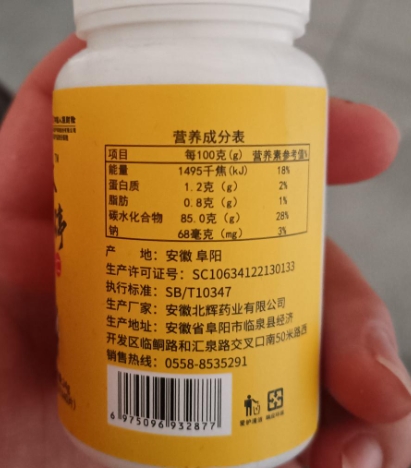 营养成分表
项目 每100克(g) 营养素参考值%
能量 1495千焦(kJ) 18%
蛋白质 1.2克 (g) 2%
脂肪 0.8克 (g) 1%
碳水化合物 85.0克 (g) 28%
钠 68毫克 (mg) 3%
产 地: 安徽 阜阳
生产许可证号: SC10634122130133
执行标准: SB/T10347
生产厂家: 安徽北辉药业有限公司
生产地址: 安徽省阜阳市临泉县经济
开发区临鲖路和汇泉路交叉口南50米路西
销售热线: 0558-8535291
6 975096 932877